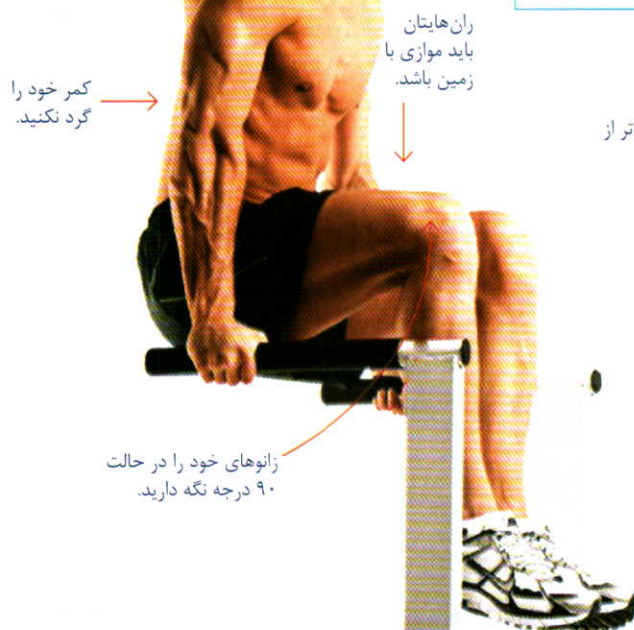 ران‌هایتان
باید موازی با
زمین باشد.
کمر خود را
گرد نکنید.
تر از
زانوهای خود را در حالت
۹۰ درجه نگه دارید.